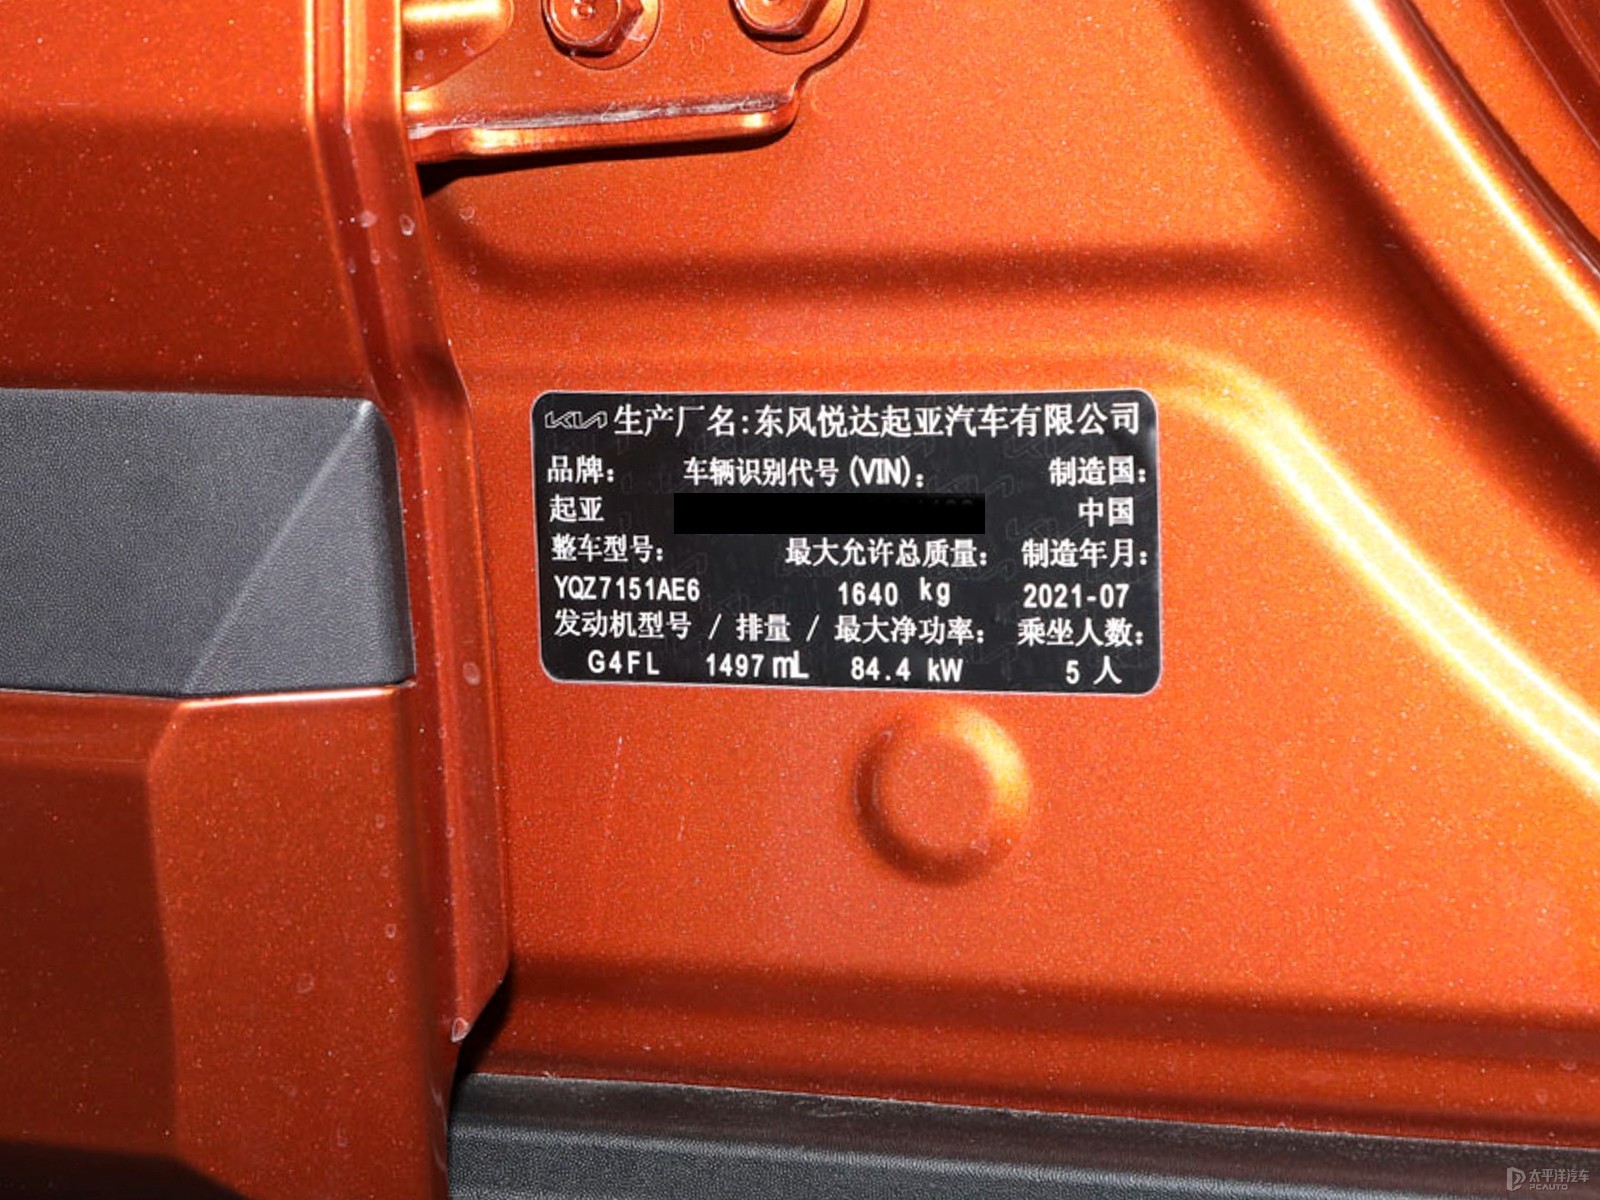 KIA 生产厂名:东风悦达起亚汽车有限公司
品牌: 车辆识别代号(VIN): 制造国:
起亚 中国
整车型号: 最大允许总质量: 制造年月:
YQZ7151AE6 1640 kg 2021-07
发动机型号 / 排量 / 最大净功率: 乘坐人数:
G4FL 1497mL 84.4 kW 5 人
太平洋汽车
PCAUTO